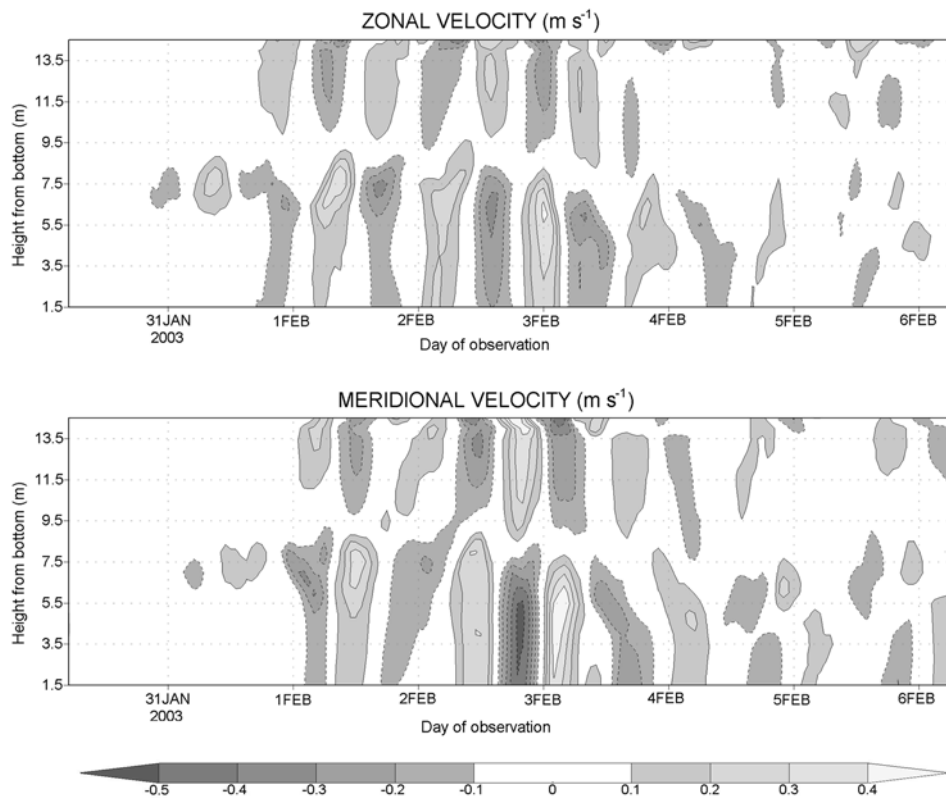 ZONAL VELOCITY (m s⁻¹)
Height from bottom (m)
13.5
11.5
9.5
7.5
5.5
3.5
1.5
31JAN 1FEB 2FEB 3FEB 4FEB 5FEB 6FEB
2003
Day of observation
MERIDIONAL VELOCITY (m s⁻¹)
Height from bottom (m)
13.5
11.5
9.5
7.5
5.5
3.5
1.5
31JAN 1FEB 2FEB 3FEB 4FEB 5FEB 6FEB
2003
Day of observation
-0.5 -0.4 -0.3 -0.2 -0.1 0 0.1 0.2 0.3 0.4